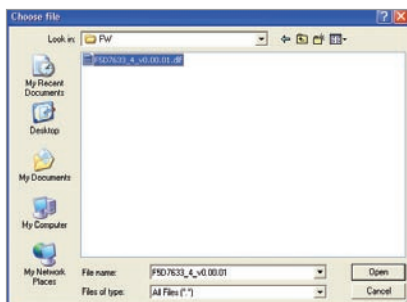 Choose file
Look in: FW
F5D7633_4_v0.00.01.dlf
My Recent
Documents
Desktop
My Documents
My Computer
My Network
Places
File name: F5D7633_4_v0.00.01 Open
Files of type: All Files (*.*) Cancel